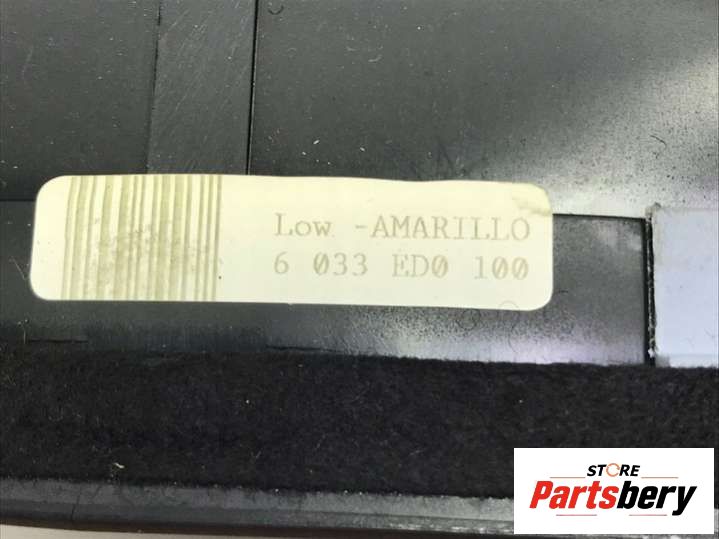 Low -AMARILLO
6 033 ED0 100
STORE
Partsbery